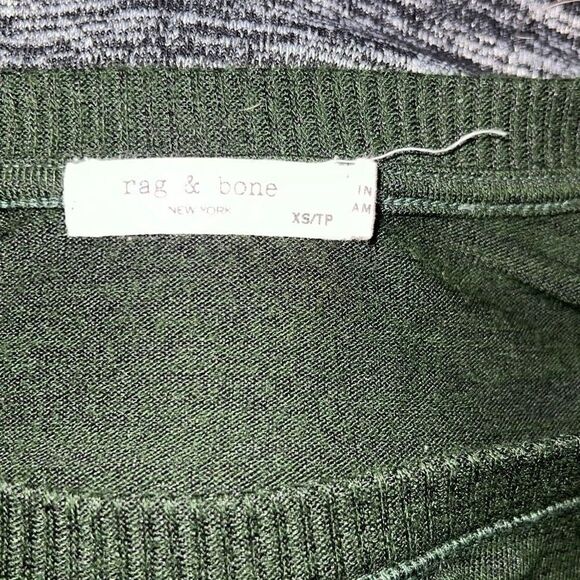 rag & bone
NEW YORK
XS/TP
IN
AM